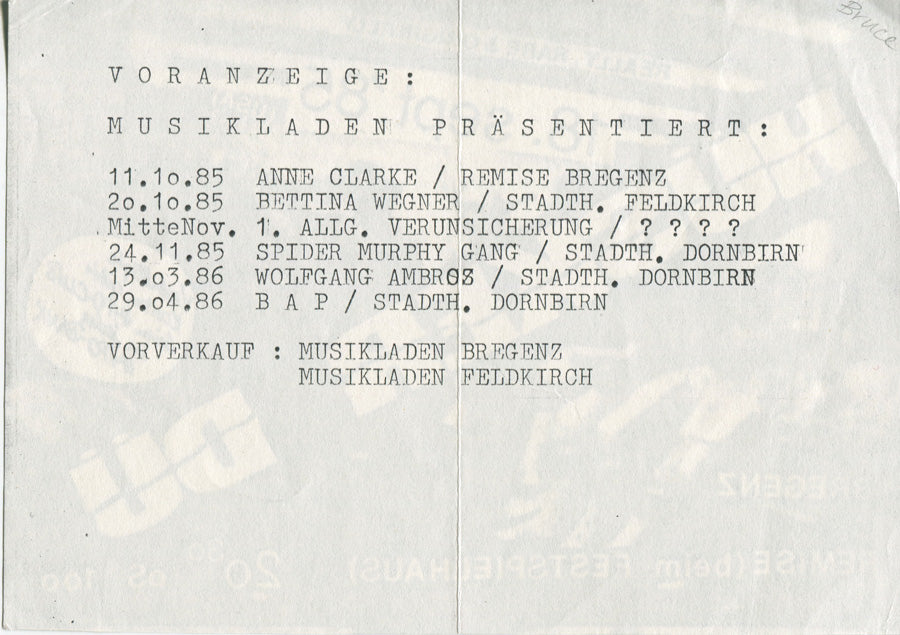 Bruce
VORANZEIGE:
MUSIKLADEN PRÄSENTIERT:
11.1o.85 ANNE CLARKE / REMISE BREGENZ
2o.1o.85 BETTINA WEGNER / STADTH. FELDKIRCH
MitteNov. 1. ALLG. VERUNSICHERUNG / ? ? ? ?
24.11.85 SPIDER MURPHY GANG / STADTH. DORNBIRN
13.o3.86 WOLFGANG AMBROS / STADTH. DORNBIRN
29.o4.86 B A P / STADTH. DORNBIRN
VORVERKAUF : MUSIKLADEN BREGENZ
MUSIKLADEN FELDKIRCH